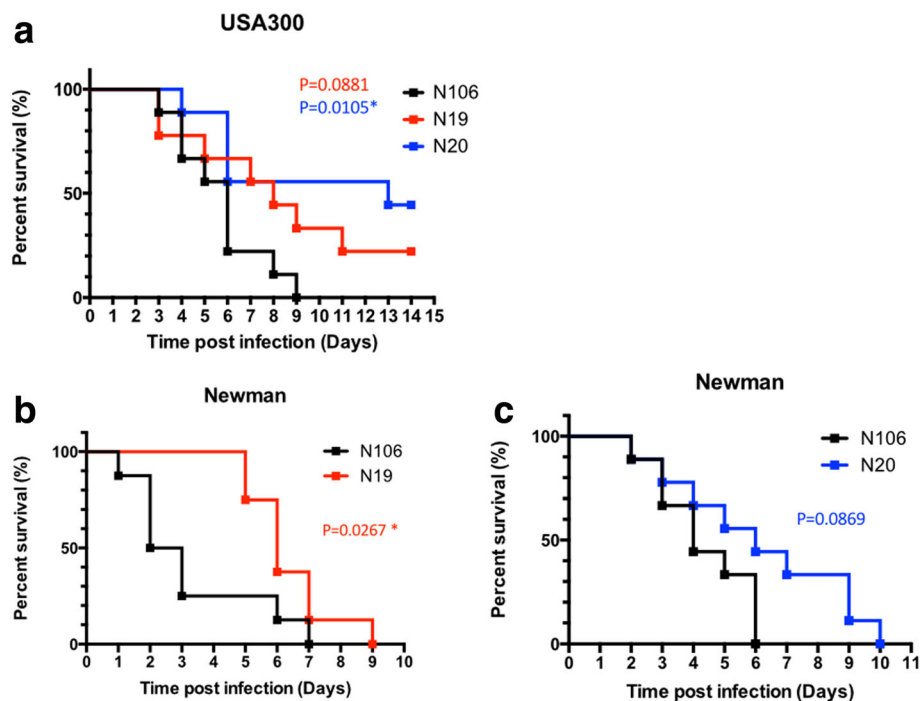 a
USA300
Percent survival (%)
100
50
0
P=0.0881
P=0.0105*
N106
N19
N20
0 1 2 3 4 5 6 7 8 9 10 11 12 13 14 15
Time post infection (Days)
b
Newman
Percent survival (%)
100
50
0
N106
N19
P=0.0267 *
0 1 2 3 4 5 6 7 8 9 10
Time post infection (Days)
c
Newman
Percent survival (%)
100
50
0
N106
N20
P=0.0869
0 1 2 3 4 5 6 7 8 9 10 11
Time post infection (Days)